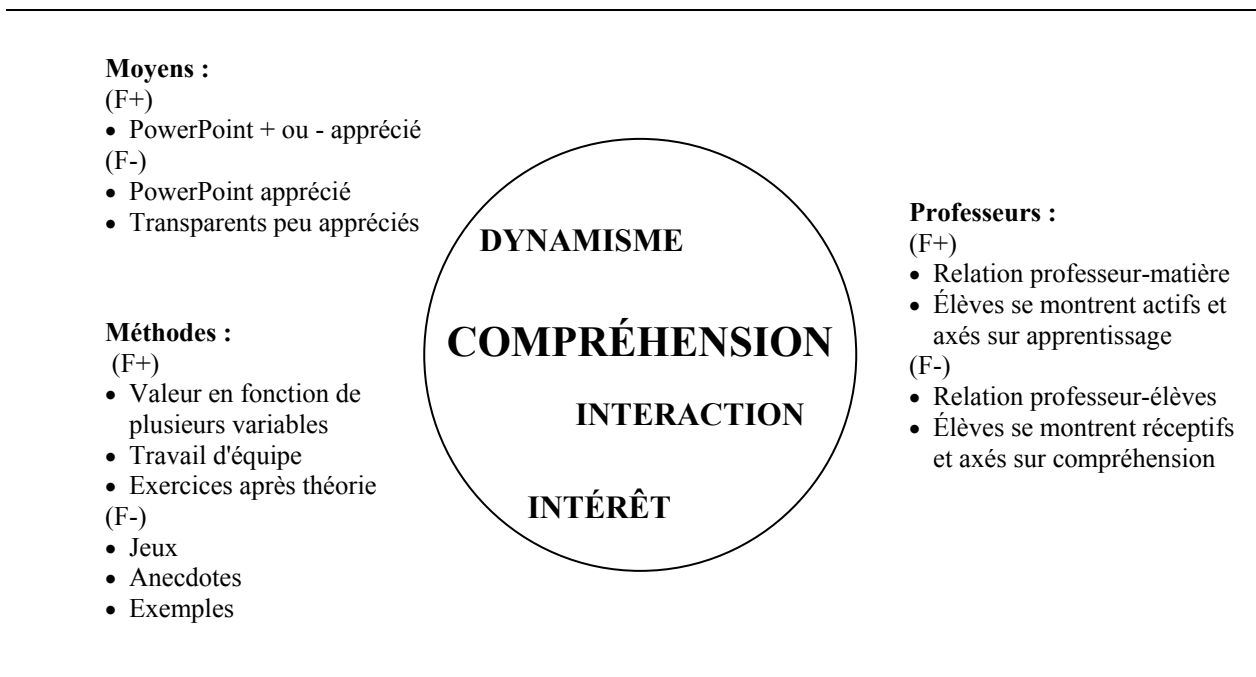 Moyens :
(F+)
• PowerPoint + ou - apprécié
(F-)
• PowerPoint apprécié
• Transparents peu appréciés
Méthodes :
(F+)
• Valeur en fonction de
plusieurs variables
• Travail d'équipe
• Exercices après théorie
(F-)
• Jeux
• Anecdotes
• Exemples
DYNAMISME
COMPRÉHENSION
INTERACTION
INTÉRÊT
Professeurs :
(F+)
• Relation professeur-matière
• Élèves se montrent actifs et
axés sur apprentissage
(F-)
• Relation professeur-élèves
• Élèves se montrent réceptifs
et axés sur compréhension